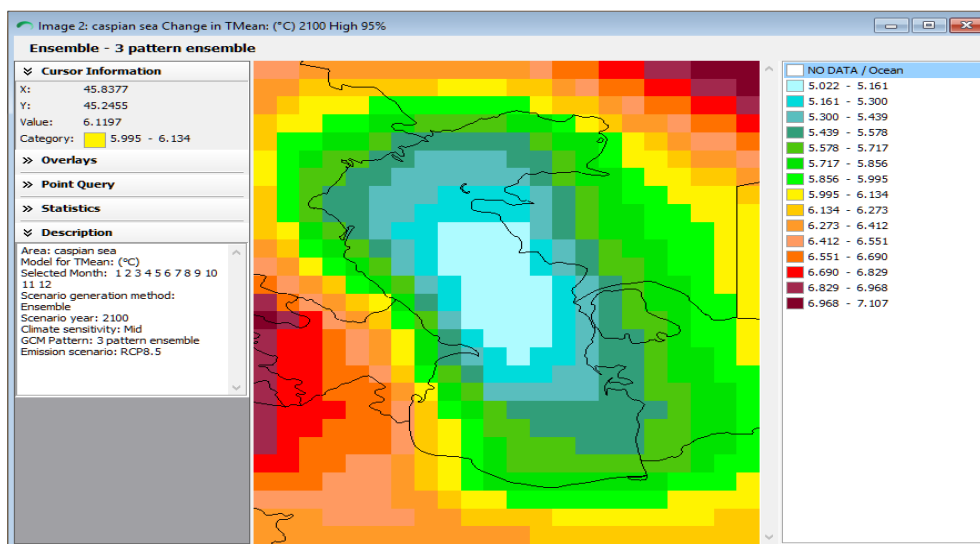 Image 2: caspian sea Change in TMean: (°C) 2100 High 95%
Ensemble - 3 pattern ensemble
Cursor Information
X: 45.8377
Y: 45.2455
Value: 6.1197
Category: 5.995 - 6.134
Overlays
Point Query
Statistics
Description
Area: caspian sea
Model for TMean: (°C)
Selected Month: 1 2 3 4 5 6 7 8 9 10
11 12
Scenario generation method:
Ensemble
Scenario year: 2100
Climate sensitivity: Mid
GCM Pattern: 3 pattern ensemble
Emission scenario: RCP8.5
NO DATA / Ocean
5.022 - 5.161
5.161 - 5.300
5.300 - 5.439
5.439 - 5.578
5.578 - 5.717
5.717 - 5.856
5.856 - 5.995
5.995 - 6.134
6.134 - 6.273
6.273 - 6.412
6.412 - 6.551
6.551 - 6.690
6.690 - 6.829
6.829 - 6.968
6.968 - 7.107